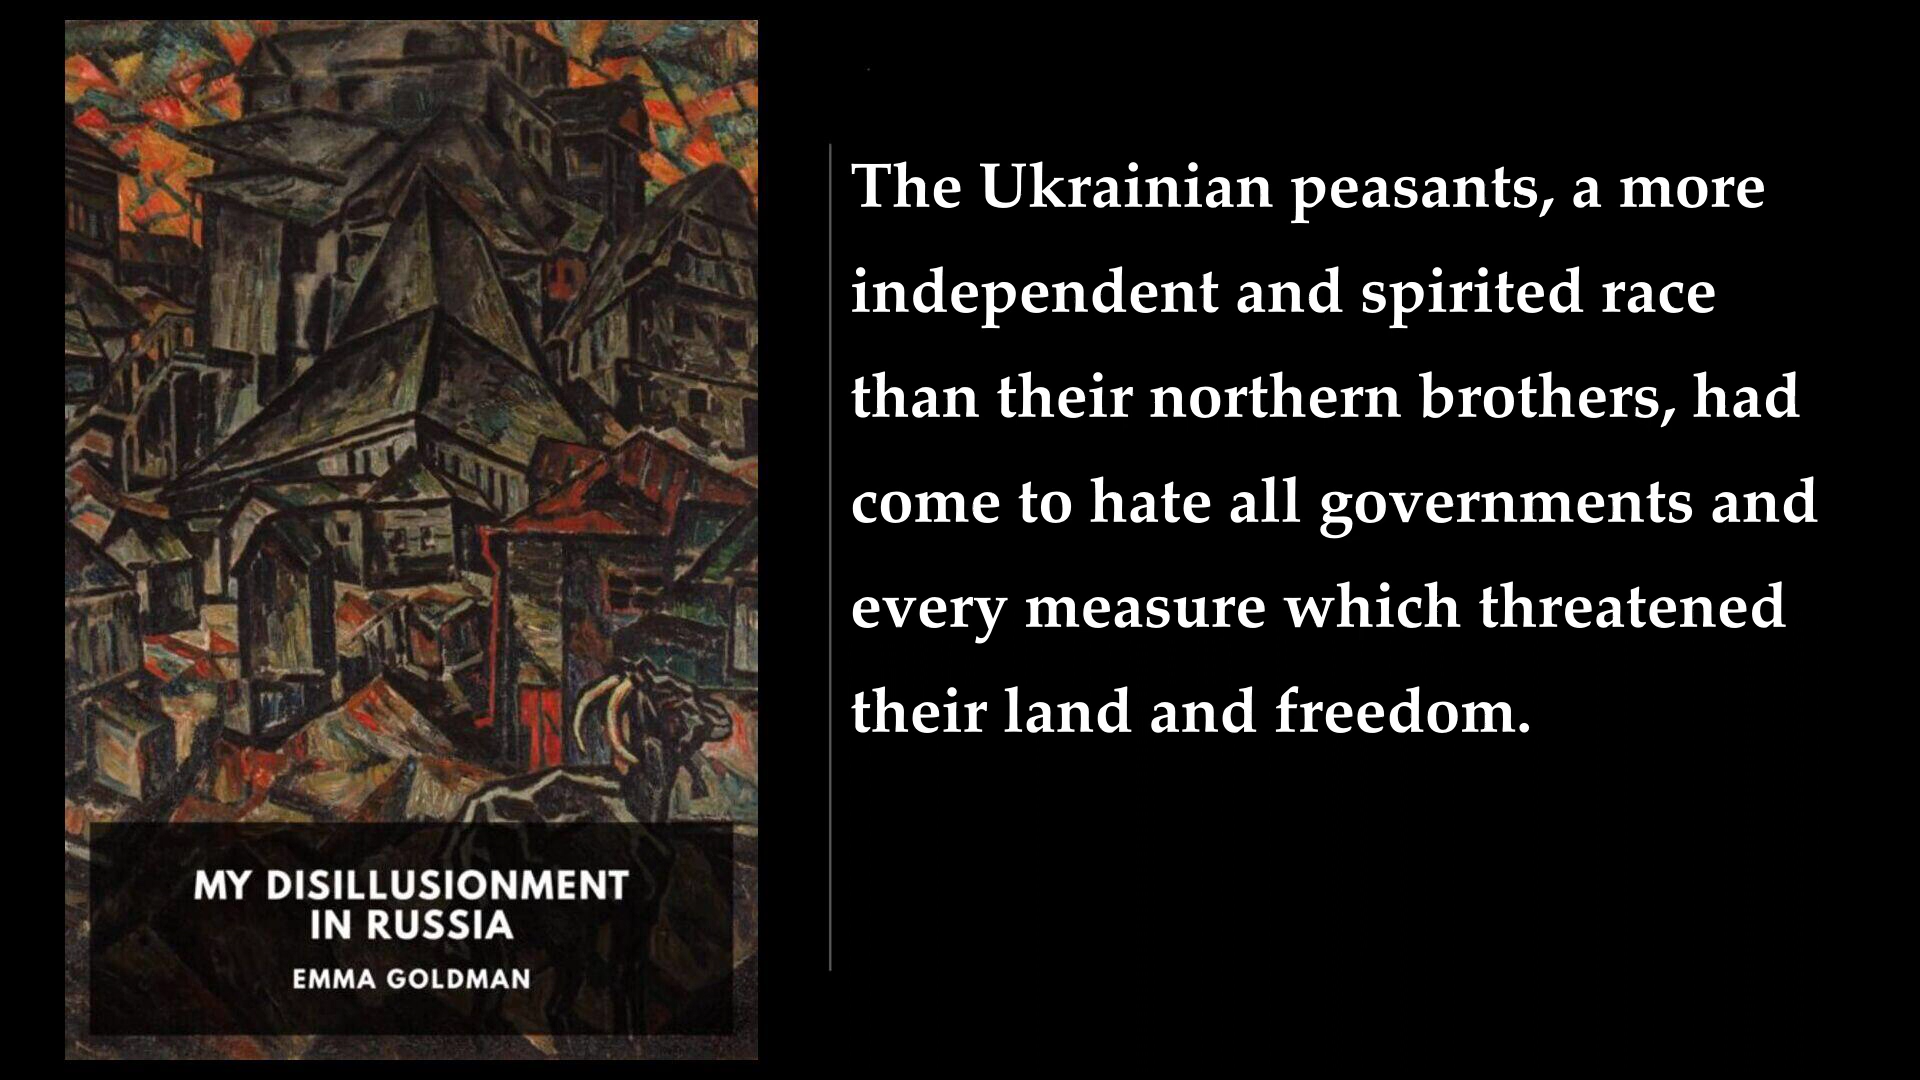 MY DISILLUSIONMENT
IN RUSSIA
EMMA GOLDMAN
The Ukrainian peasants, a more
independent and spirited race
than their northern brothers, had
come to hate all governments and
every measure which threatened
their land and freedom.